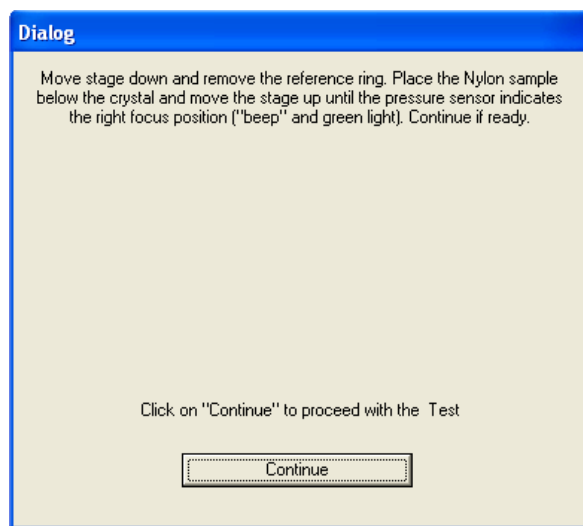 Dialog
Move stage down and remove the reference ring. Place the Nylon sample
below the crystal and move the stage up until the pressure sensor indicates
the right focus position ("beep" and green light). Continue if ready.
Click on "Continue" to proceed with the  Test
Continue